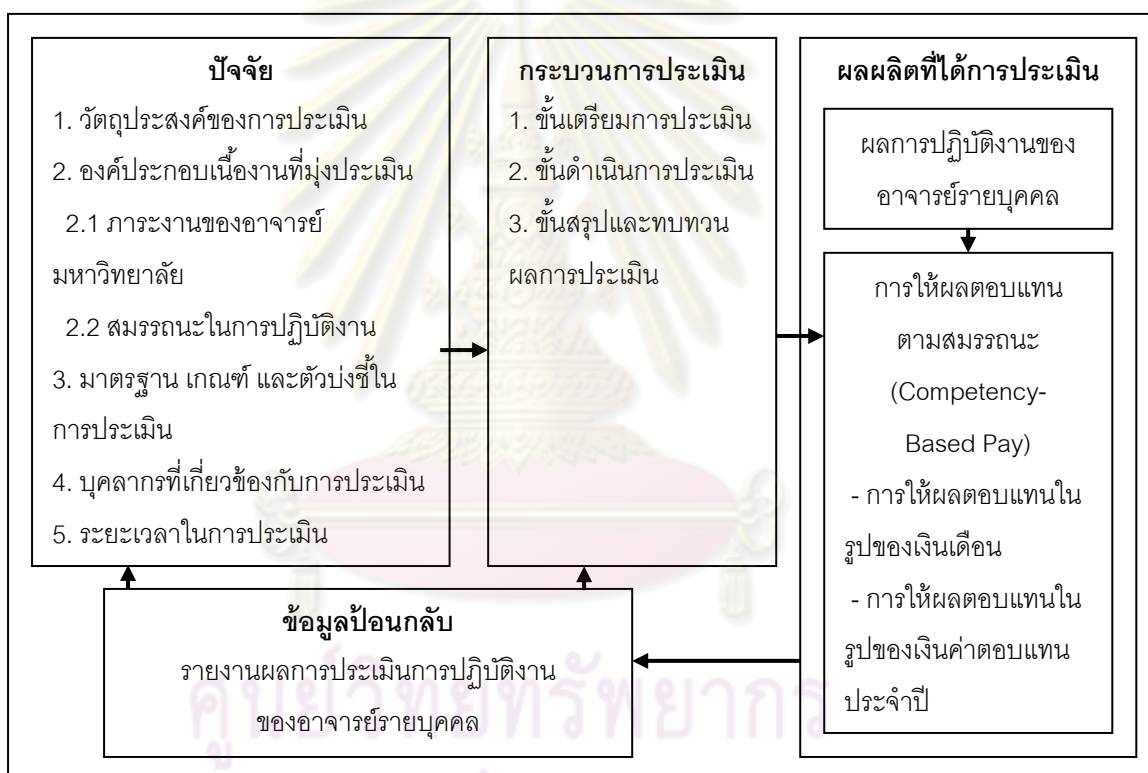 ปัจจัย
1. วัตถุประสงค์ของการประเมิน
2. องค์ประกอบเนื้องานที่มุ่งประเมิน
2.1 ภาระงานของอาจารย์
มหาวิทยาลัย
2.2 สมรรถนะในการปฏิบัติงาน
3. มาตรฐาน เกณฑ์ และตัวบ่งชี้ใน
การประเมิน
4. บุคลากรที่เกี่ยวข้องกับการประเมิน
5. ระยะเวลาในการประเมิน
กระบวนการประเมิน
1. ขั้นเตรียมการประเมิน
2. ขั้นดำเนินการประเมิน
3. ขั้นสรุปและทบทวน
ผลการประเมิน
ผลผลิตที่ได้การประเมิน
ผลการปฏิบัติงานของ
อาจารย์รายบุคคล
การให้ผลตอบแทน
ตามสมรรถนะ
(Competency-
Based Pay)
- การให้ผลตอบแทนใน
รูปของเงินเดือน
- การให้ผลตอบแทนใน
รูปของเงินค่าตอบแทน
ประจำปี
ข้อมูลป้อนกลับ
รายงานผลการประเมินการปฏิบัติงาน
ของอาจารย์รายบุคคล
ศูนย์วิทยทรัพยากร